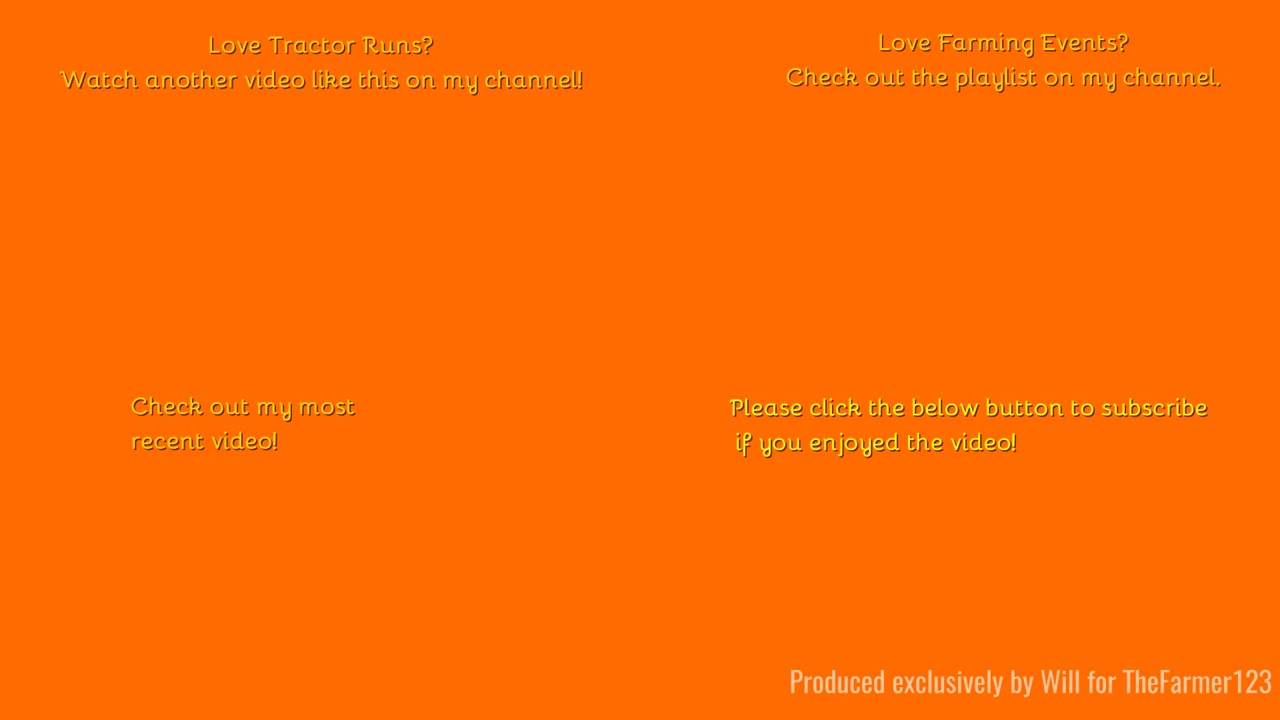 Love Tractor Runs?
Watch another video like this on my channel!
Love Farming Events?
Check out the playlist on my channel.
Check out my most
recent video!
Please click the below button to subscribe
if you enjoyed the video!
Produced exclusively by Will for TheFarmer123